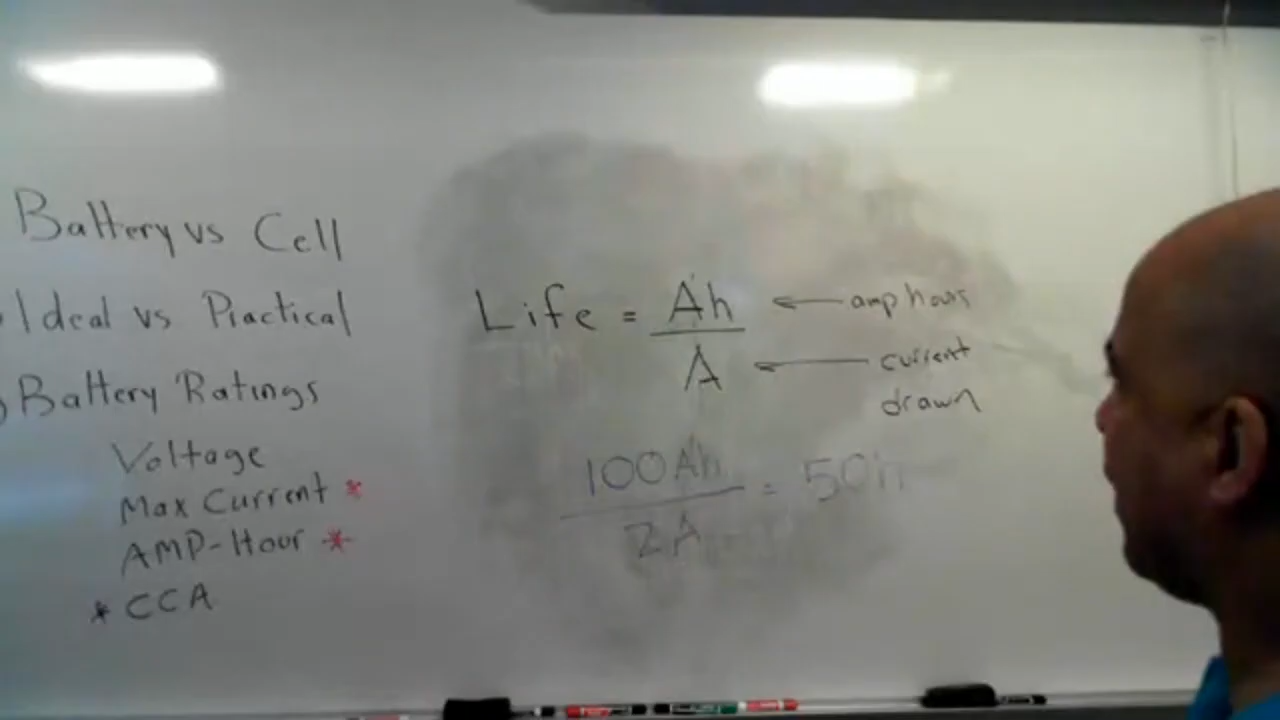 Battery vs Cell
Ideal vs Practical
Battery Ratings
Voltage
Max Current *
AMP-Hour *
* CCA
Life = Ah / A
← amp hours
← current
drawn
100Ah / 2A = 50h